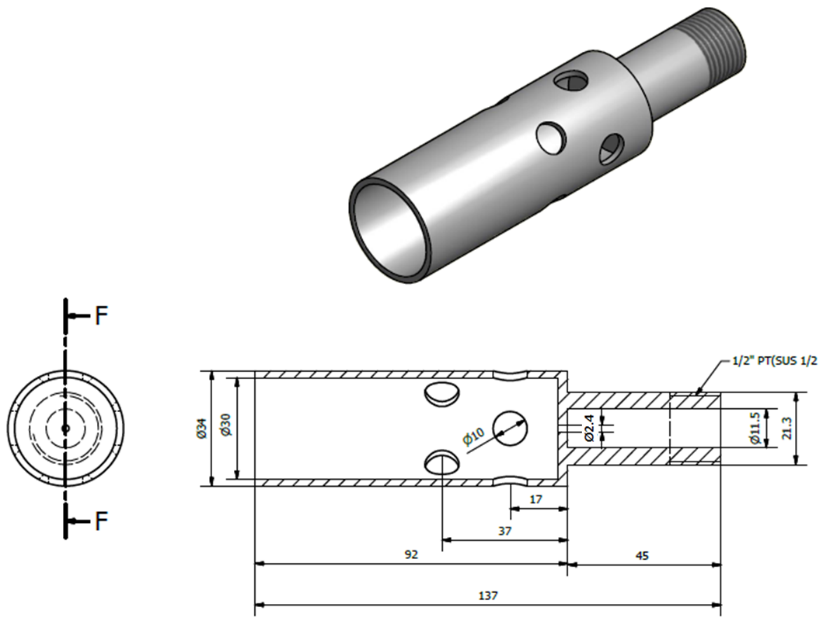 F
1/2" PT(SUS 1/2
Ø34
Ø30
Ø10
Ø2.4
Ø11.5
21.3
17
37
F
92
45
137